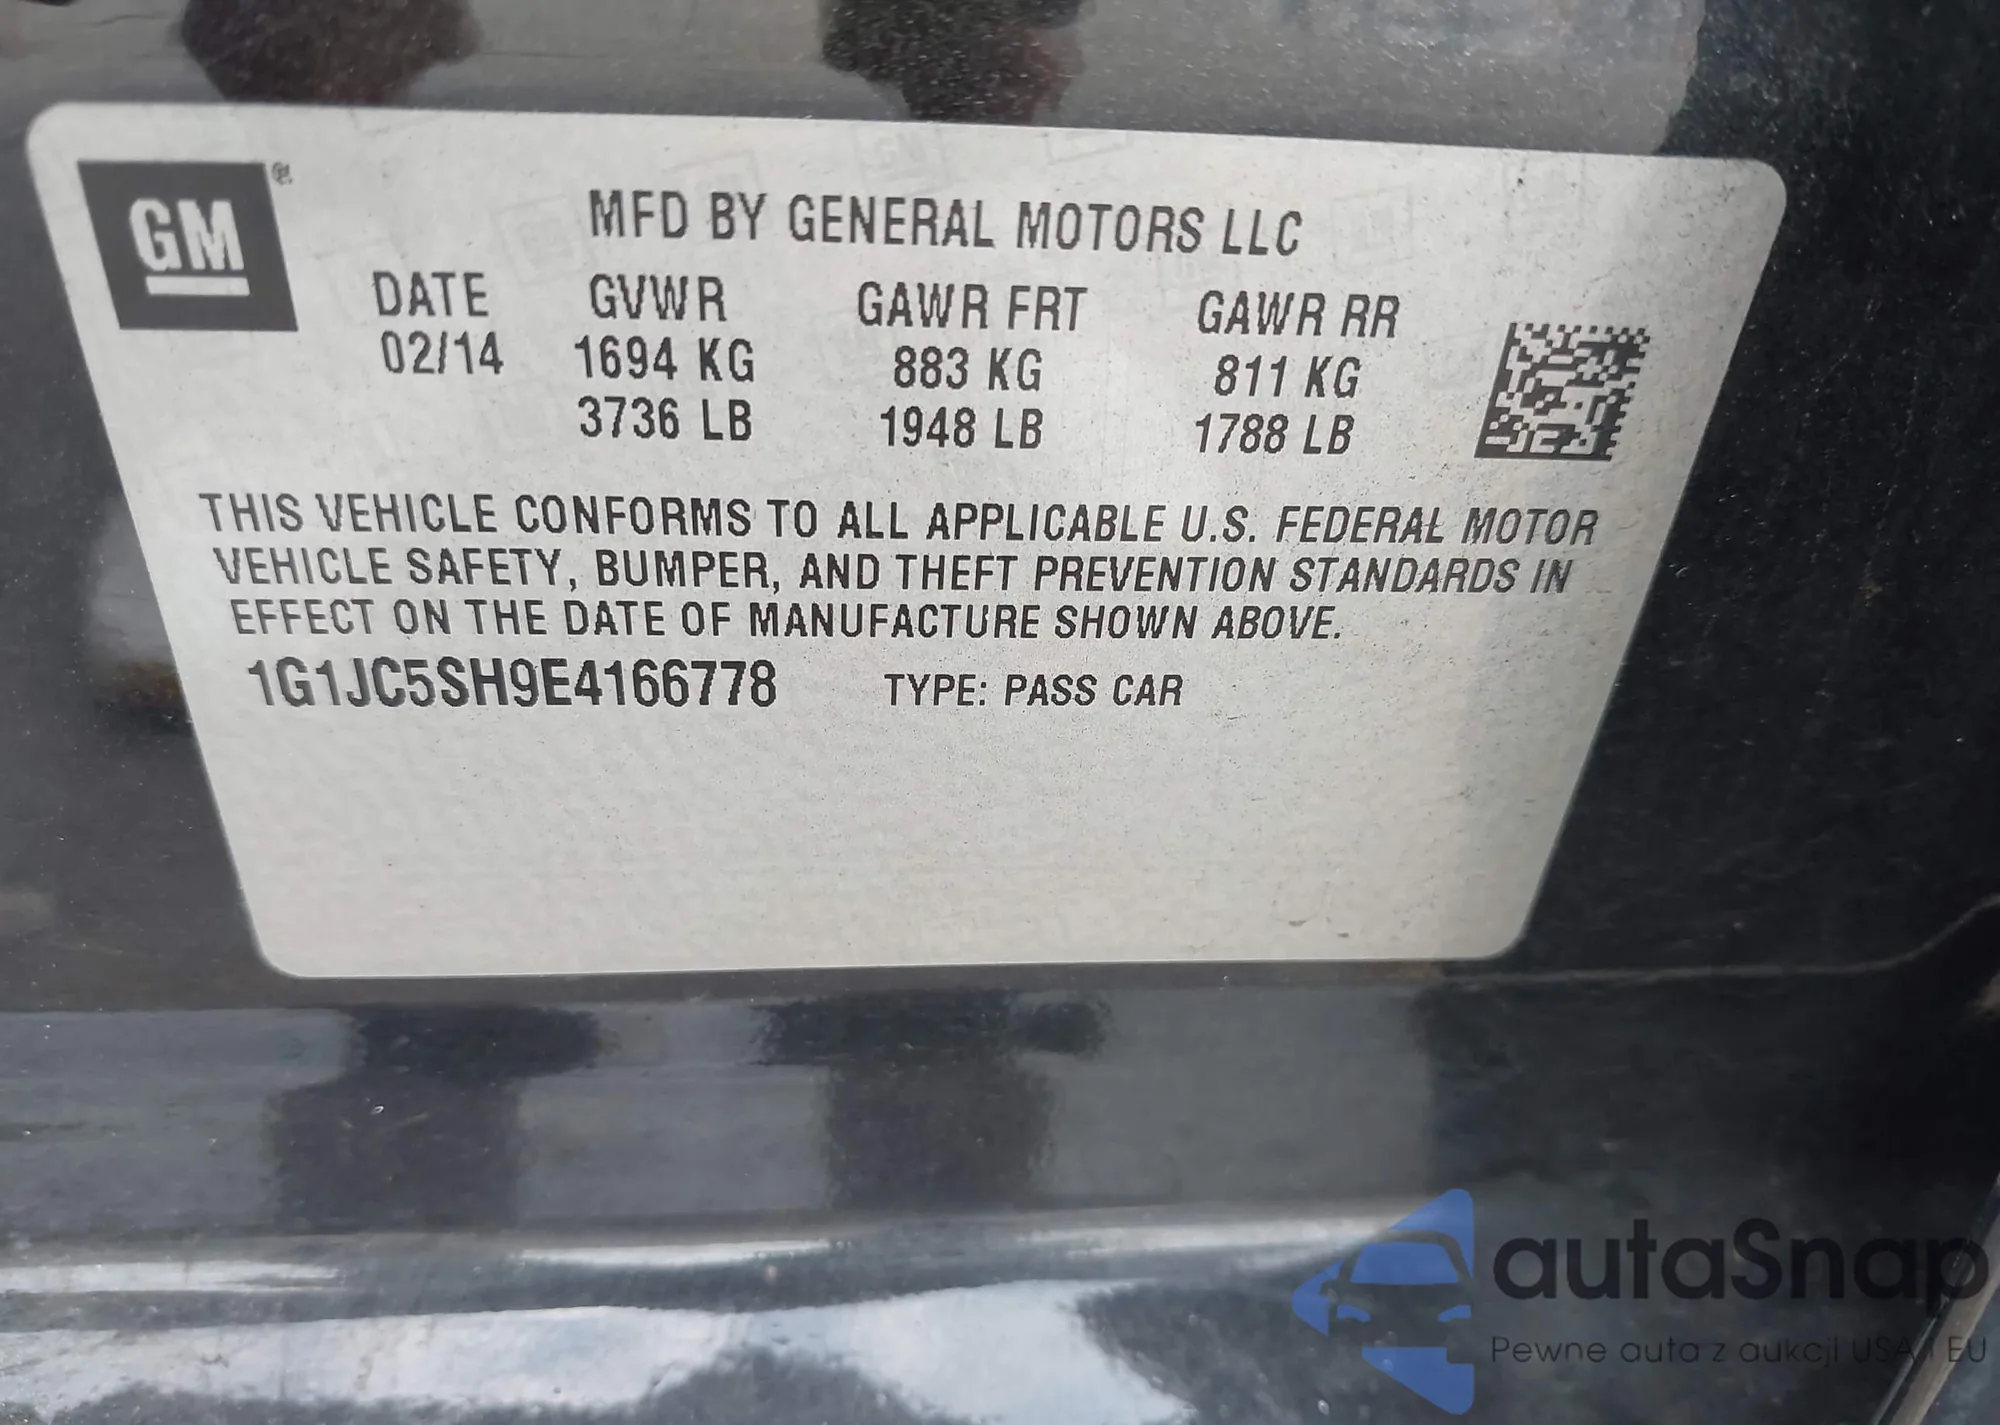 GM®
MFD BY GENERAL MOTORS LLC
DATE GVWR GAWR FRT GAWR RR
02/14 1694 KG 883 KG 811 KG
3736 LB 1948 LB 1788 LB
THIS VEHICLE CONFORMS TO ALL APPLICABLE U.S. FEDERAL MOTOR
VEHICLE SAFETY, BUMPER, AND THEFT PREVENTION STANDARDS IN
EFFECT ON THE DATE OF MANUFACTURE SHOWN ABOVE.
1G1JC5SH9E4166778 TYPE: PASS CAR
autaSnap
Pewne auta z aukcji USA i EU